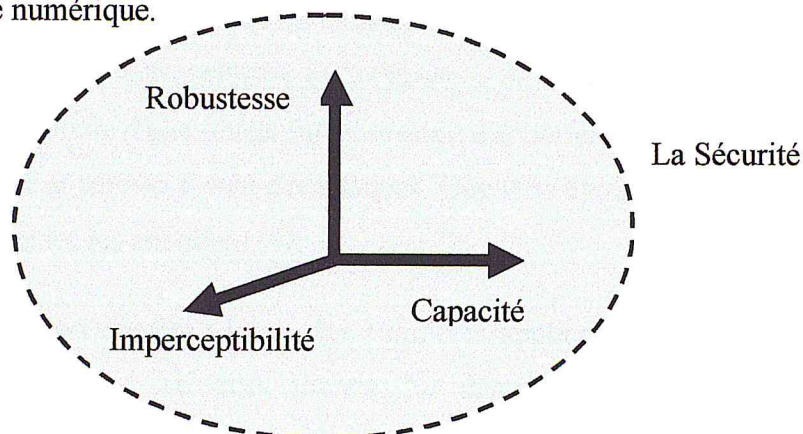 e numérique.
Robustesse
La Sécurité
Capacité
Imperceptibilité